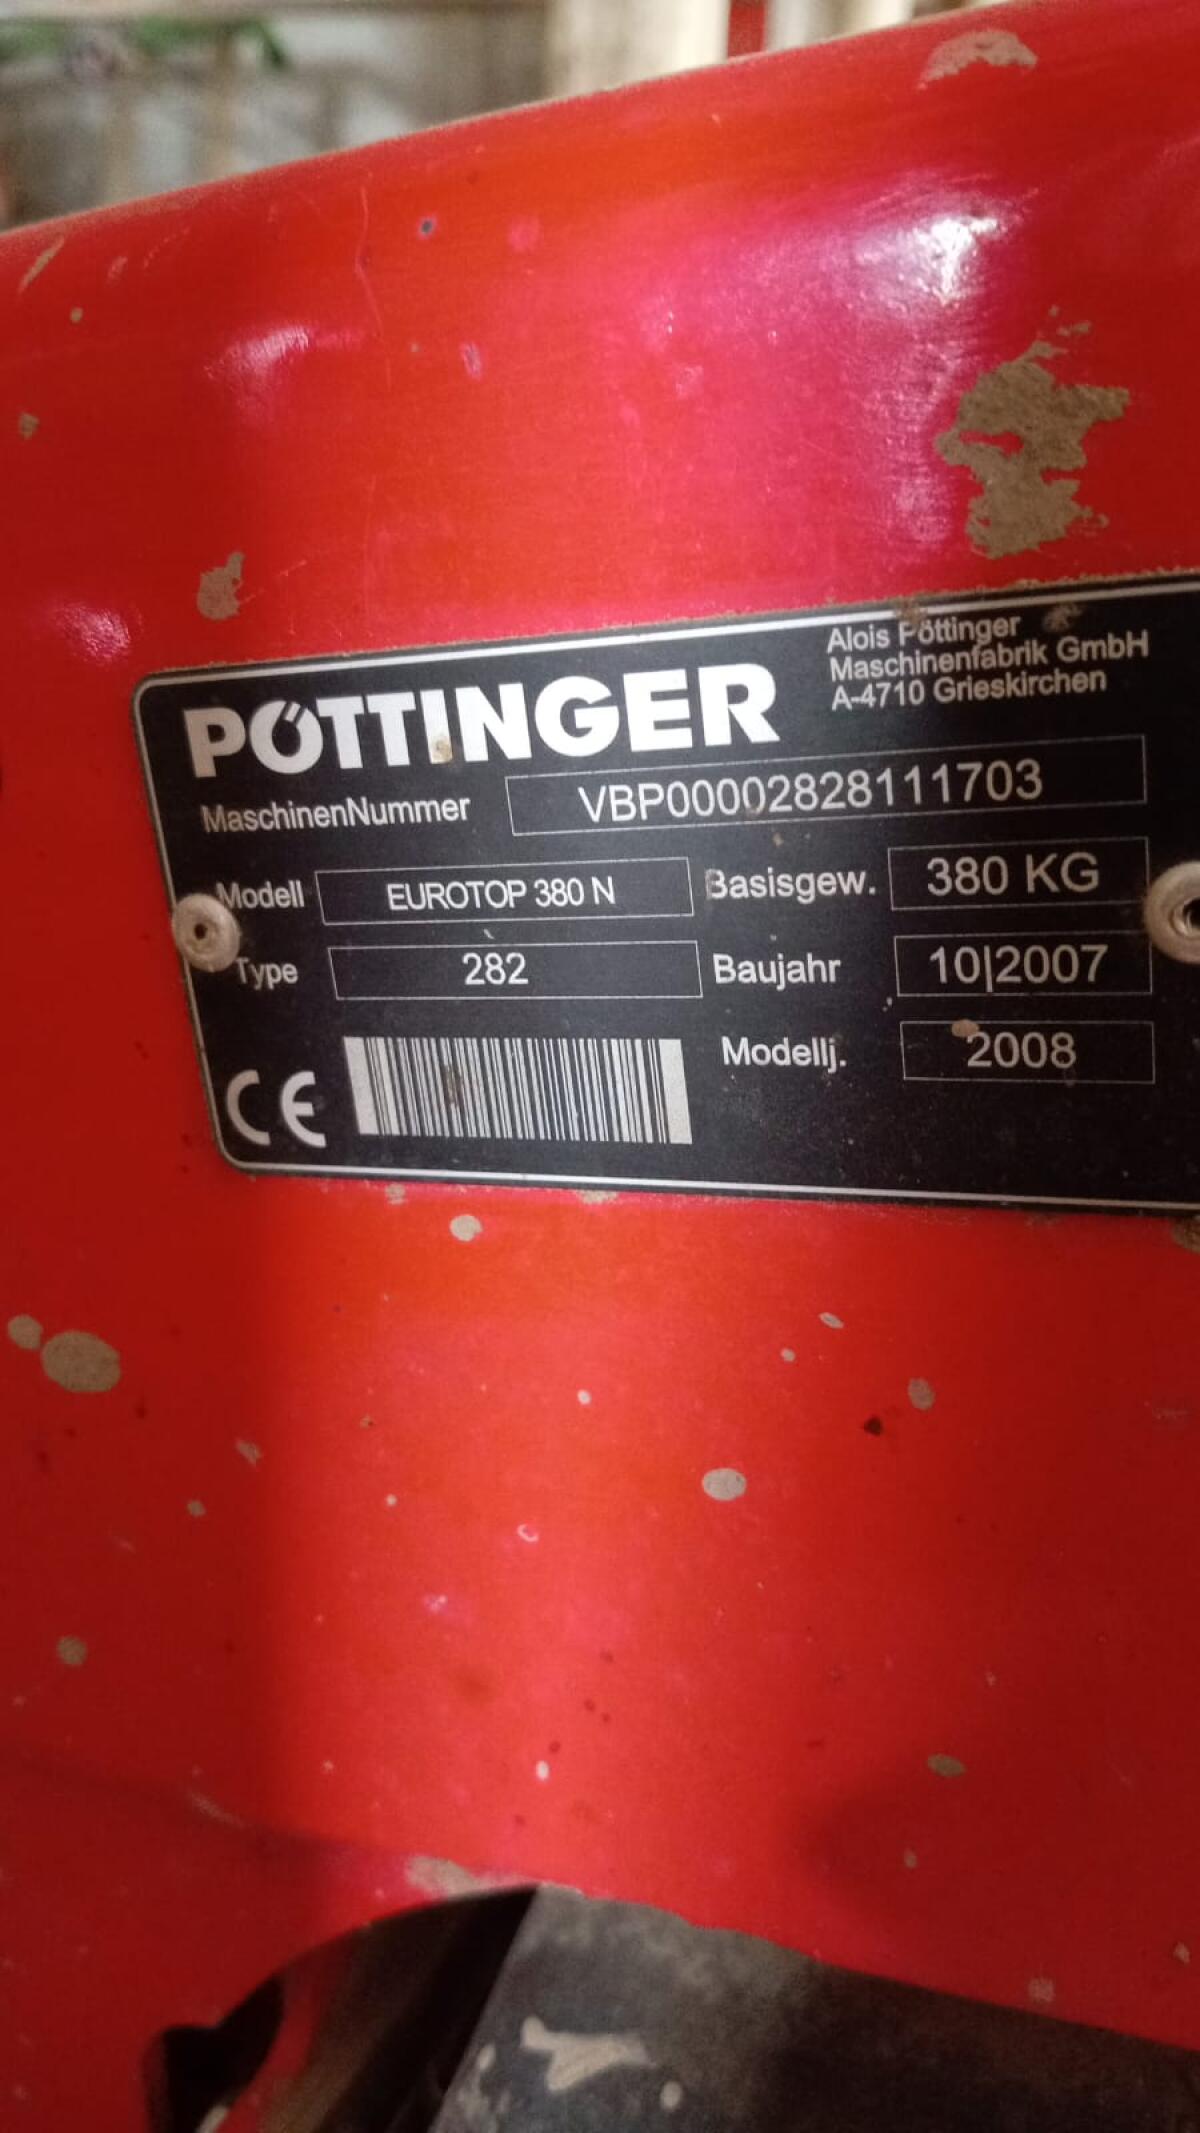 PÖTTINGER
Alois Pöttinger
Maschinenfabrik GmbH
A-4710 Grieskirchen
MaschinenNummer VBP00002828111703
Modell EUROTOP 380 N Basisgew. 380 KG
Type 282 Baujahr 10|2007
CE Modellj. 2008